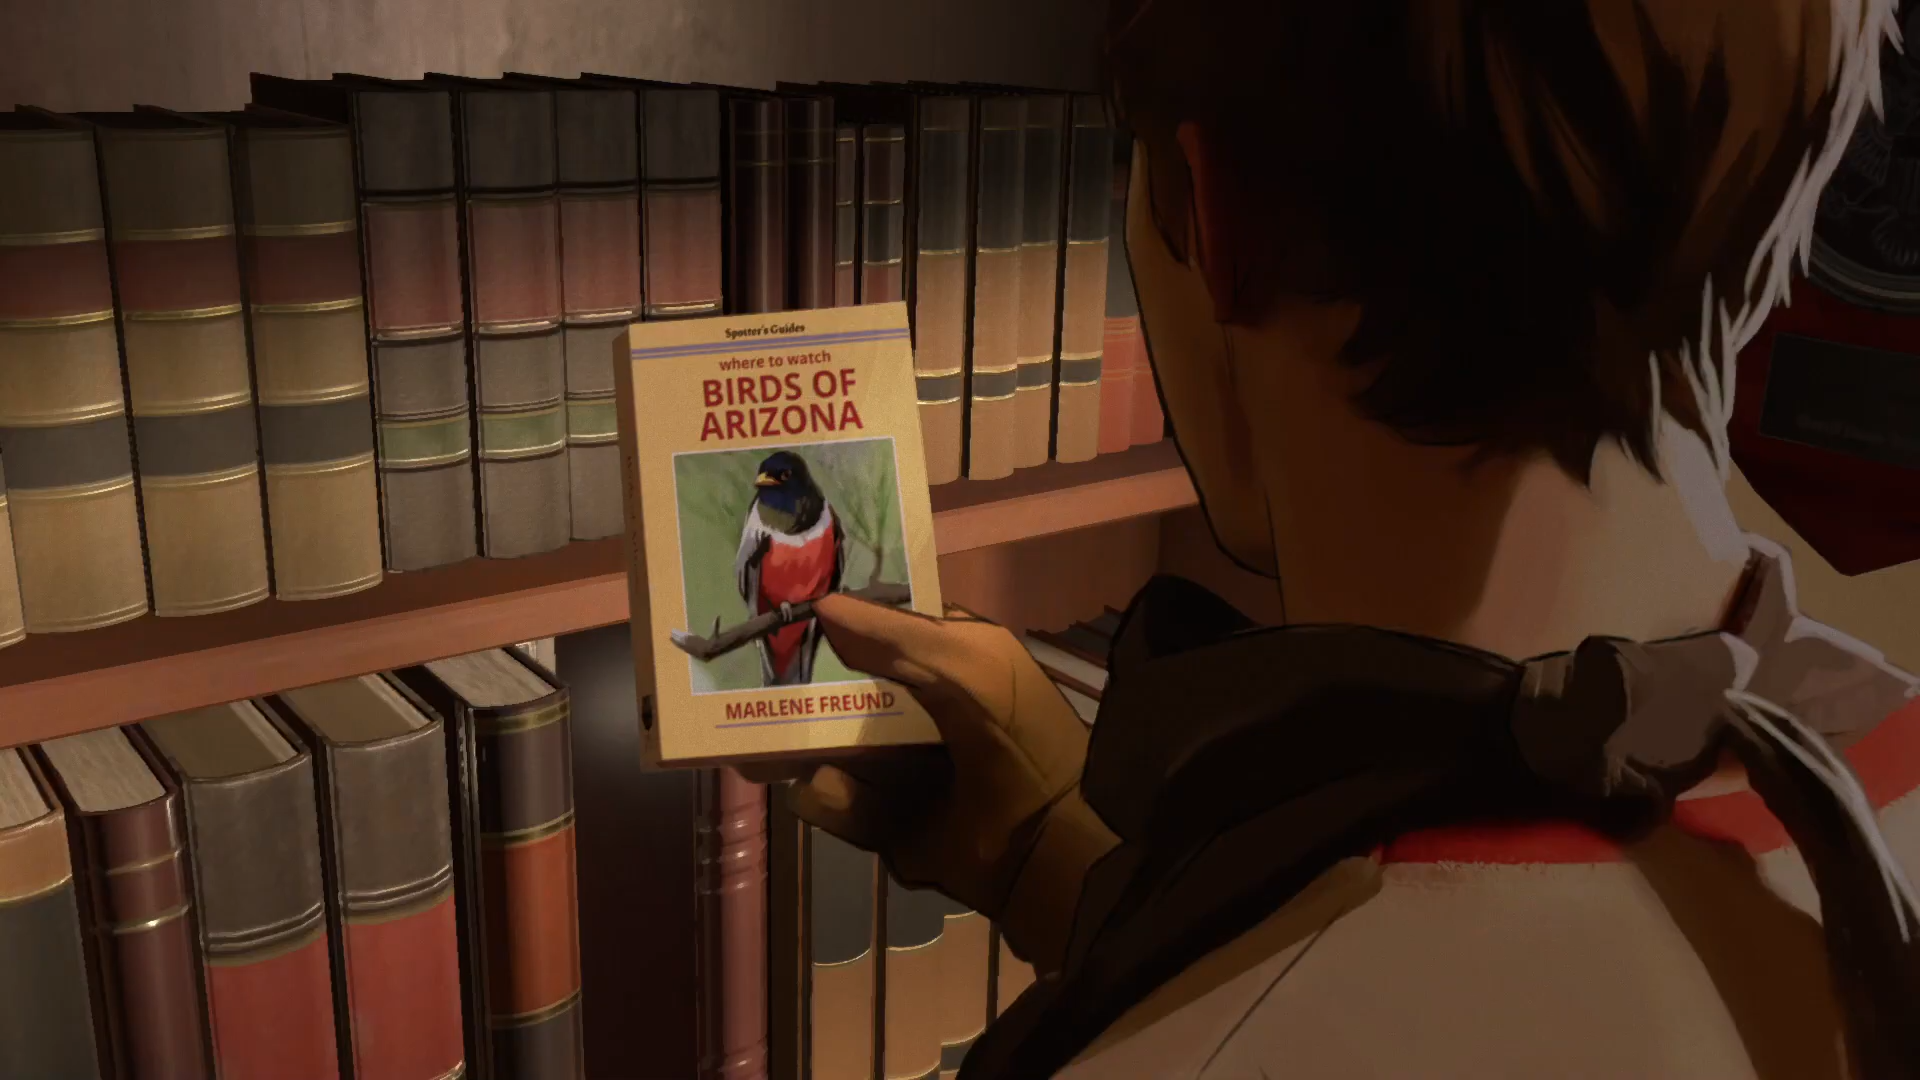 Spotter's Guides
where to watch
BIRDS OF
ARIZONA
MARLENE FREUND